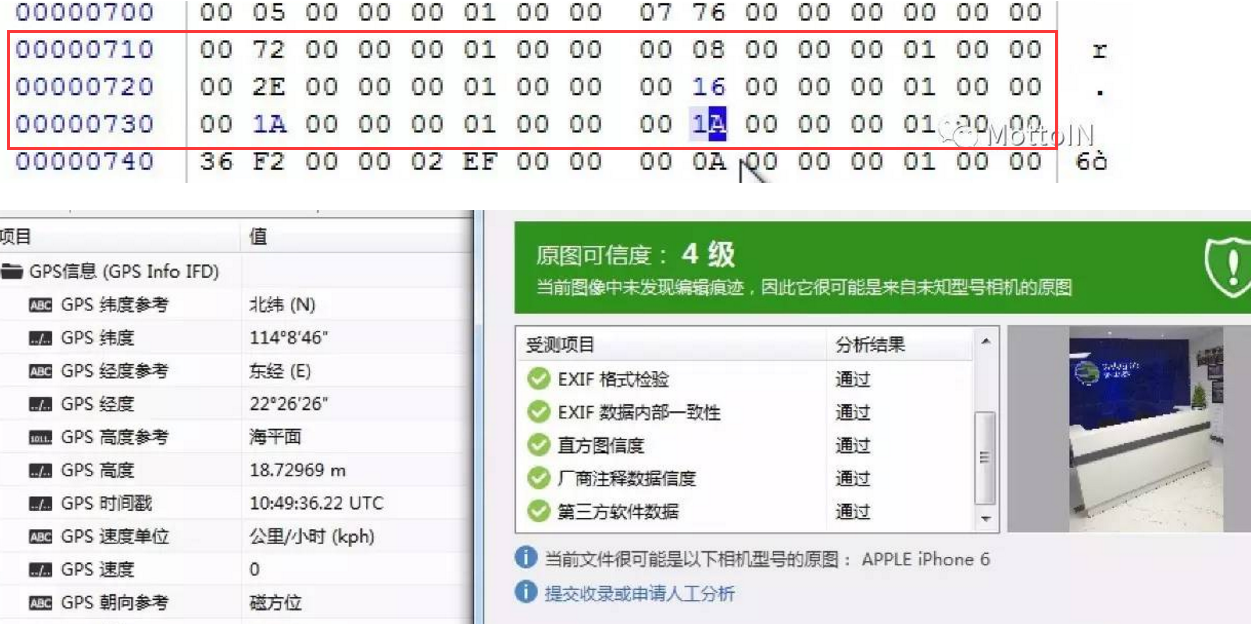 00000700 00 05 00 00 00 01 00 00 07 76 00 00 00 00 00 00
00000710 00 72 00 00 00 01 00 00 00 08 00 00 00 01 00 00 r
00000720 00 2E 00 00 00 01 00 00 00 16 00 00 00 01 00 00 .
00000730 00 1A 00 00 00 01 00 00 00 1A 00 00 00 01 00 00
MottoIN
00000740 36 F2 00 00 02 EF 00 00 00 0A 00 00 00 01 00 00 6ò
项目 值
GPS信息 (GPS Info IFD)
ABC GPS 纬度参考 北纬 (N)
GPS 纬度 114°8'46"
ABC GPS 经度参考 东经 (E)
GPS 经度 22°26'26"
GPS 高度参考 海平面
GPS 高度 18.72969 m
GPS 时间戳 10:49:36.22 UTC
ABC GPS 速度单位 公里/小时 (kph)
GPS 速度 0
ABC GPS 朝向参考 磁方位
原图可信度： 4 级
当前图像中未发现编辑痕迹，因此它很可能是来自未知型号相机的原图
受测项目 分析结果
EXIF 格式检验 通过
EXIF 数据内部一致性 通过
直方图信度 通过
厂商注释数据信度 通过
第三方软件数据 通过
当前文件很可能是以下相机型号的原图： APPLE iPhone 6
提交收录或申请人工分析